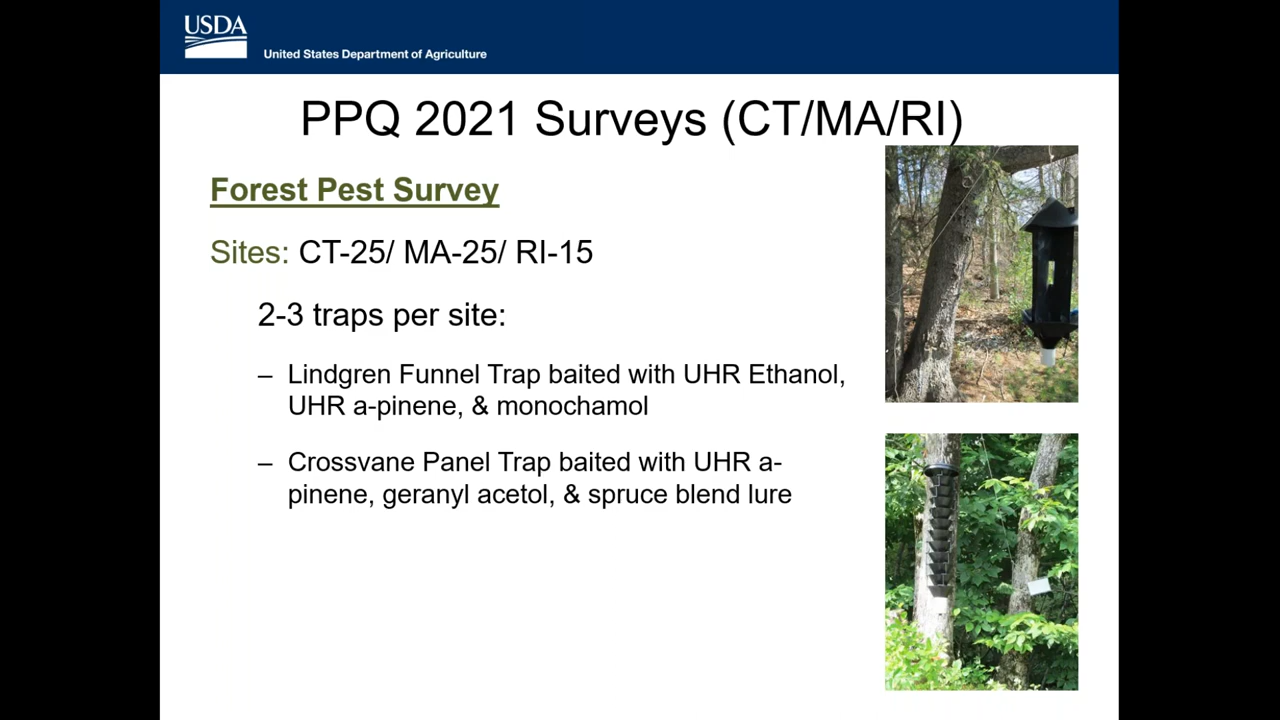 USDA
United States Department of Agriculture
PPQ 2021 Surveys (CT/MA/RI)
Forest Pest Survey
Sites: CT-25/ MA-25/ RI-15
2-3 traps per site:
– Lindgren Funnel Trap baited with UHR Ethanol,
UHR a-pinene, & monochamol
– Crossvane Panel Trap baited with UHR a-
pinene, geranyl acetol, & spruce blend lure